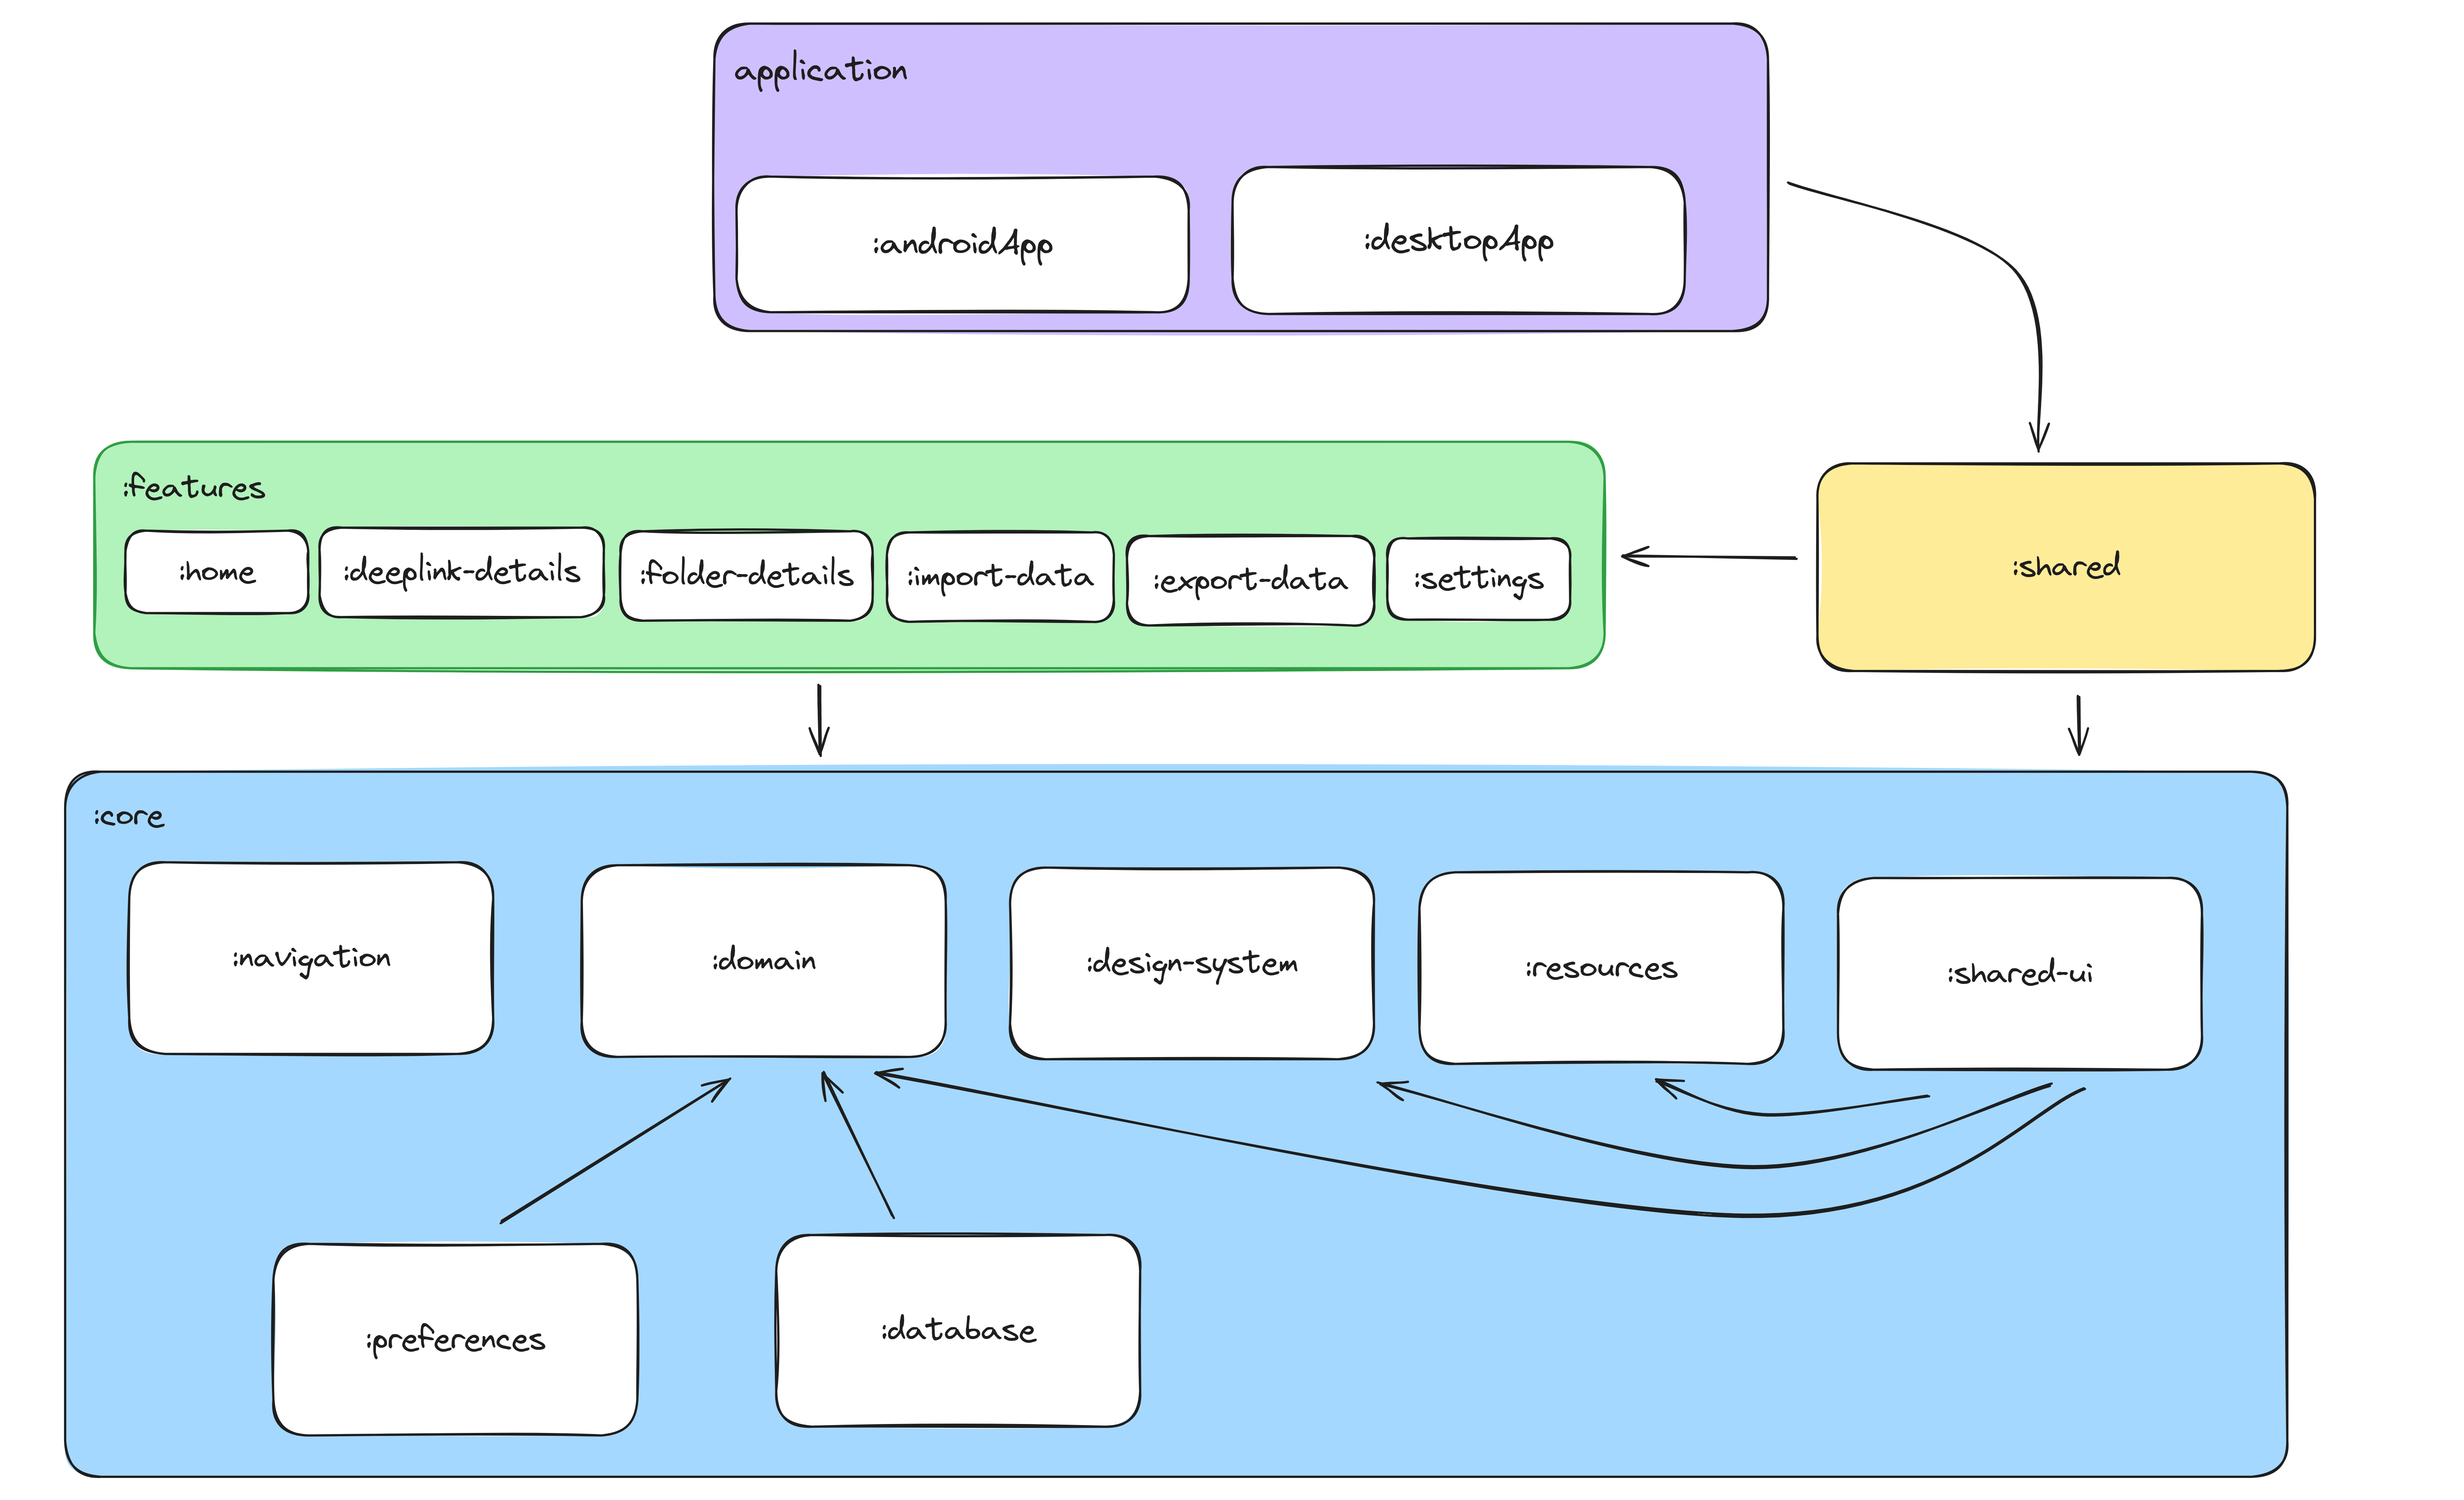 application
:androidApp
:desktopApp
:features
:home
:deeplink-details
:folder-details
:import-data
:export-data
:settings
:shared
:core
:navigation
:domain
:design-system
:resources
:shared-ui
:preferences
:database